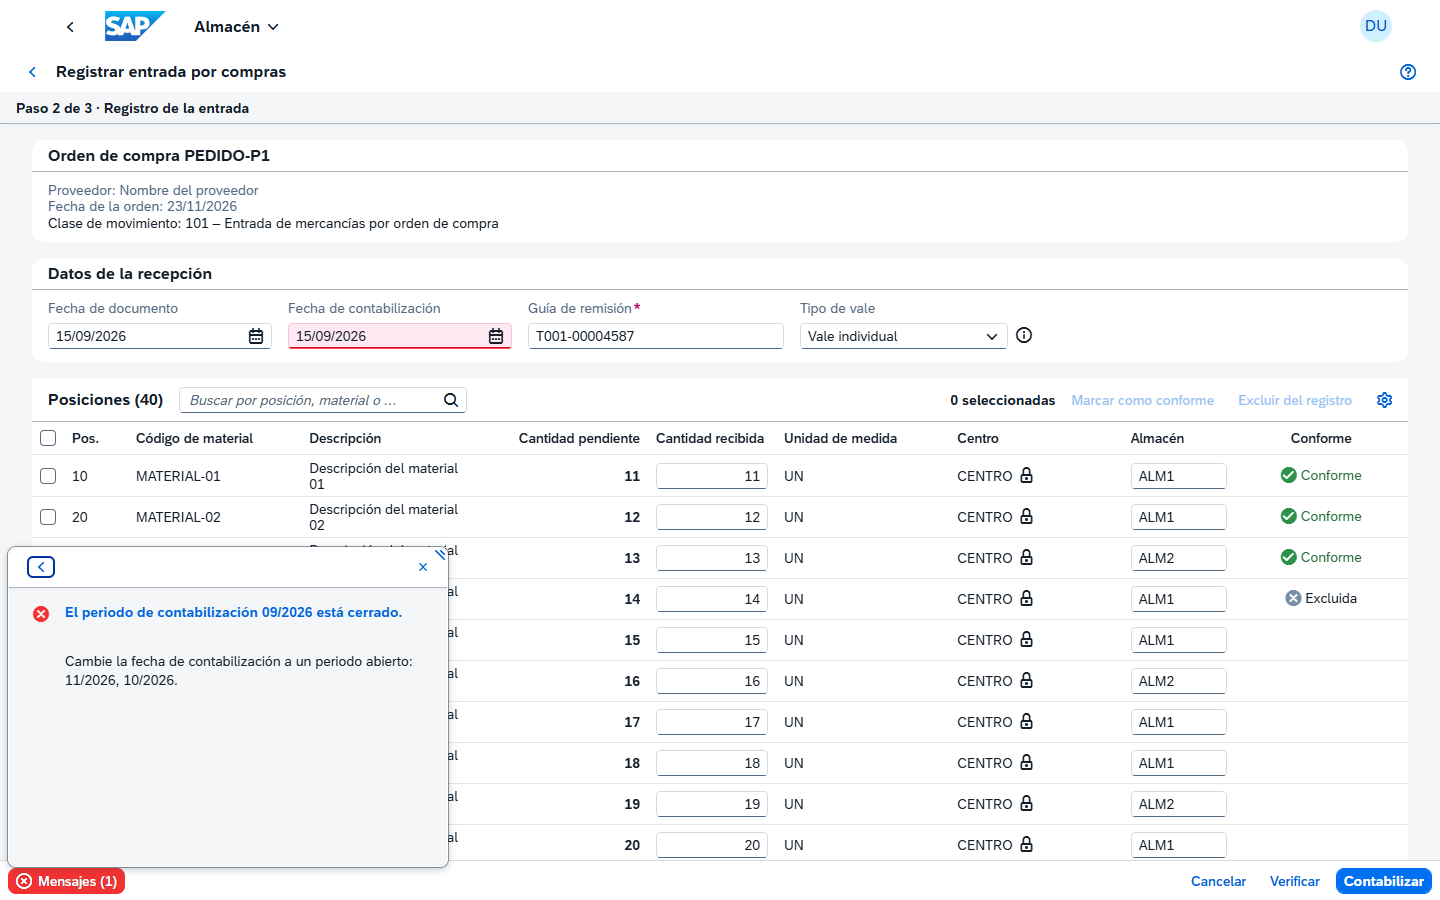 SAP
Almacén
DU
Registrar entrada por compras
Paso 2 de 3 · Registro de la entrada
Orden de compra PEDIDO-P1
Proveedor: Nombre del proveedor
Fecha de la orden: 23/11/2026
Clase de movimiento: 101 – Entrada de mercancías por orden de compra
Datos de la recepción
Fecha de documento Fecha de contabilización Guía de remisión* Tipo de vale
15/09/2026 15/09/2026 T001-00004587 Vale individual
Posiciones (40) Buscar por posición, material o ... 0 seleccionadas Marcar como conforme Excluir del registro
Pos. Código de material Descripción Cantidad pendiente Cantidad recibida Unidad de medida Centro Almacén Conforme
10 MATERIAL-01 Descripción del material 01 11 11 UN CENTRO ALM1 Conforme
20 MATERIAL-02 Descripción del material 02 12 12 UN CENTRO ALM1 Conforme
13 13 UN CENTRO ALM2 Conforme
14 14 UN CENTRO ALM1 Excluida
15 15 UN CENTRO ALM1
16 16 UN CENTRO ALM2
17 17 UN CENTRO ALM1
18 18 UN CENTRO ALM1
19 19 UN CENTRO ALM2
20 20 UN CENTRO ALM1
El periodo de contabilización 09/2026 está cerrado.
Cambie la fecha de contabilización a un periodo abierto:
11/2026, 10/2026.
Mensajes (1) Cancelar Verificar Contabilizar